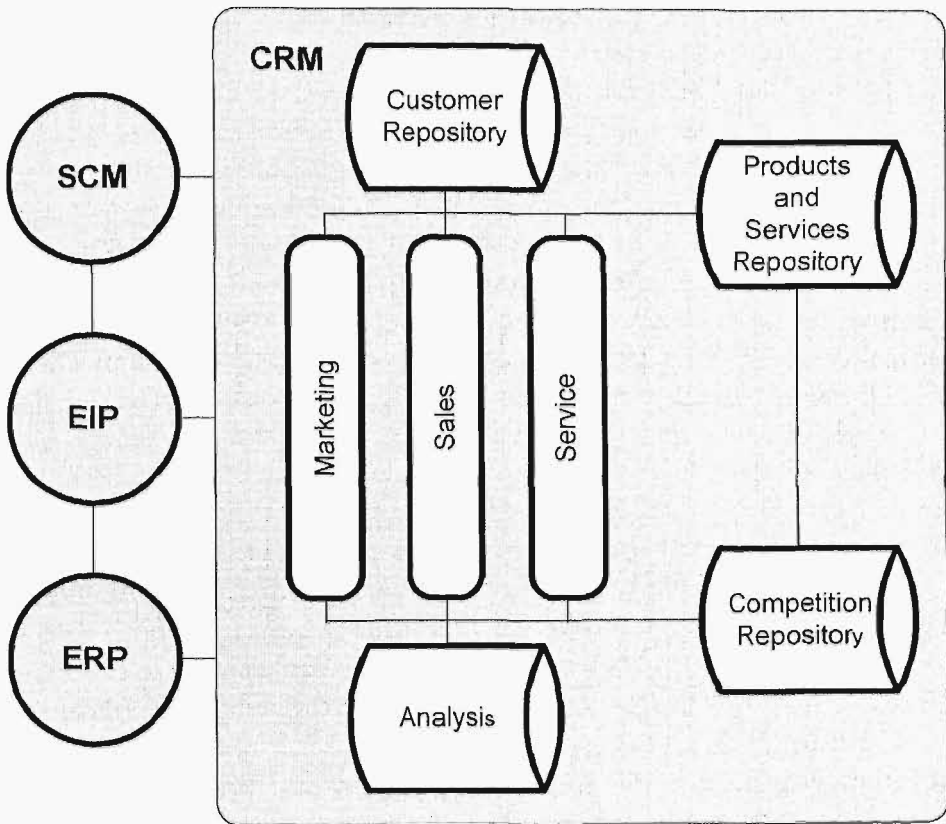 CRM
Customer
Repository
SCM
Products
and
Services
Repository
EIP
Marketing
Sales
Service
ERP
Competition
Repository
Analysis